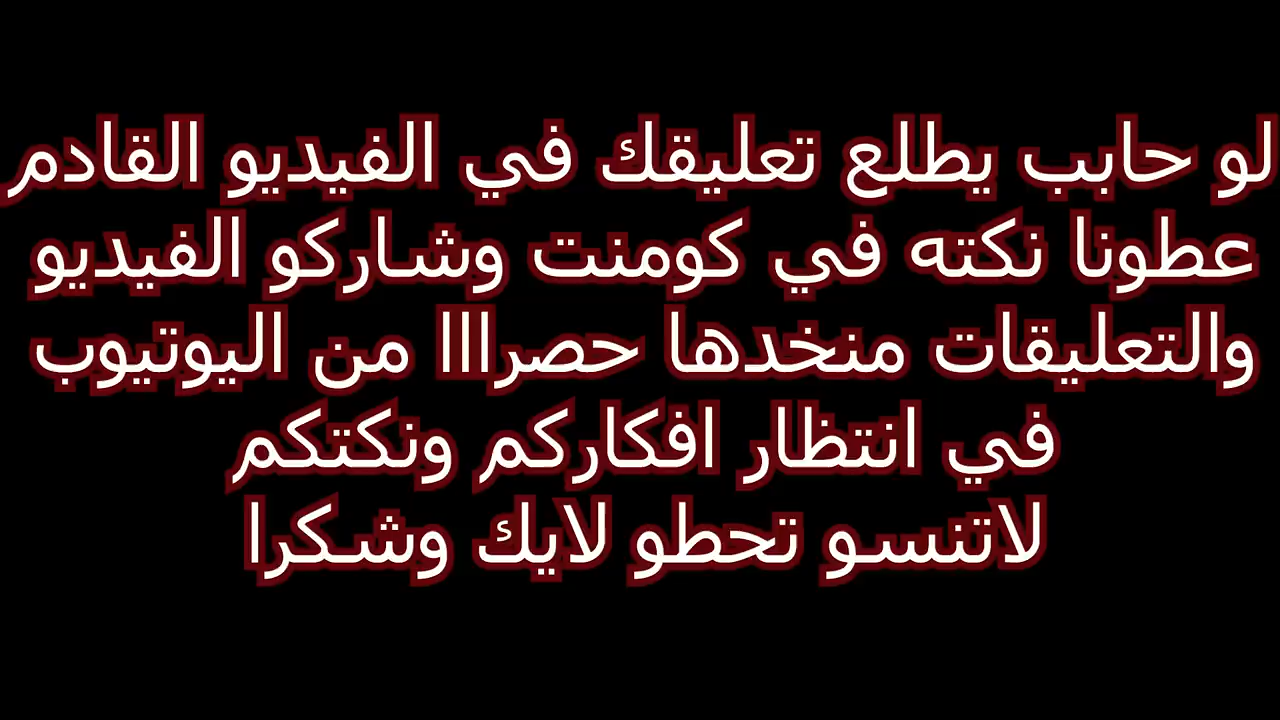 لو حابب يطلع تعليقك في الفيديو القادم
عطونا نكته في كومنت وشاركو الفيديو
والتعليقات منخدها حصرااا من اليوتيوب
في انتظار افكاركم ونكتكم
لاتنسو تحطو لايك وشكرا